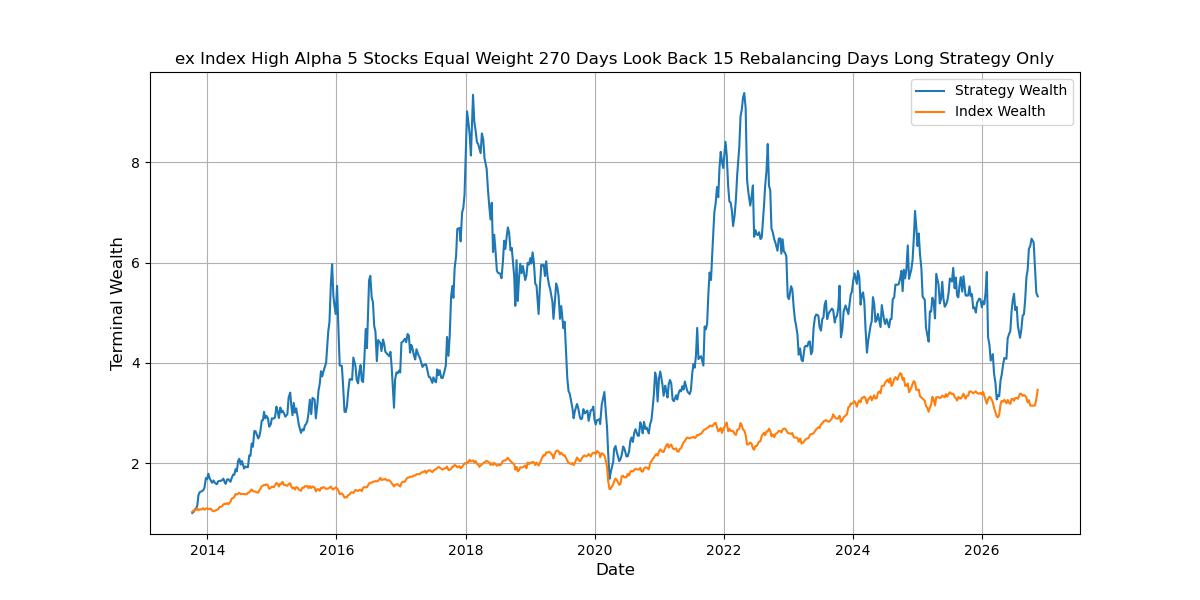 ex Index High Alpha 5 Stocks Equal Weight 270 Days Look Back 15 Rebalancing Days Long Strategy Only
Strategy Wealth
Index Wealth
Terminal Wealth
8
6
4
2
2014 2016 2018 2020 2022 2024 2026
Date